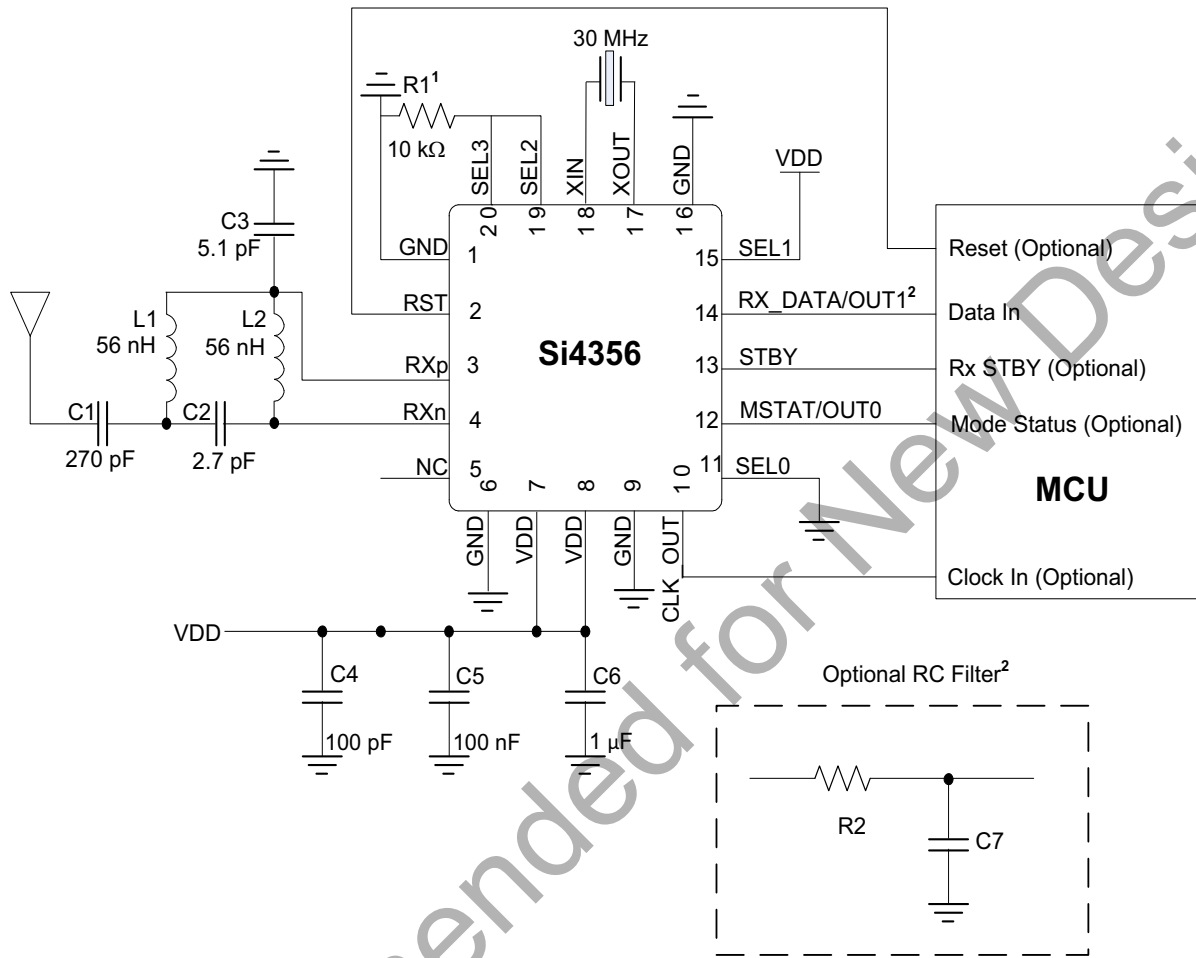 30 MHz
R1¹
10 kΩ
SEL3
SEL2
XIN
XOUT
GND
VDD
20
19
18
17
16
C3
5.1 pF
GND
1
15
SEL1
Reset (Optional)
RST
2
14
RX_DATA/OUT1²
Data In
L1
56 nH
L2
56 nH
Si4356
RXp
3
13
STBY
Rx STBY (Optional)
C1
270 pF
C2
2.7 pF
RXn
4
12
MSTAT/OUT0
Mode Status (Optional)
NC
5
11
SEL0
MCU
6
7
8
9
10
GND
VDD
VDD
GND
CLK_OUT
Clock In (Optional)
VDD
C4
100 pF
C5
100 nF
C6
1 µF
Optional RC Filter²
R2
C7
ended for New Desi